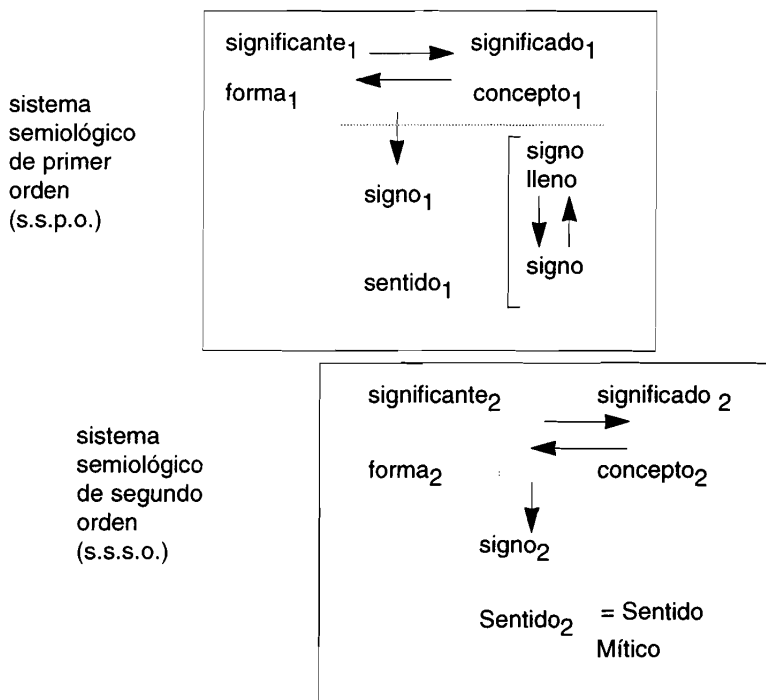 significante1 significado1
forma1 concepto1
sistema
semiológico
de primer
orden
(s.s.p.o.)
signo
lleno
signo1
signo
sentido1
significante2 significado 2
forma2 concepto2
sistema
semiológico
de segundo
orden
(s.s.s.o.)
signo2
Sentido2 = Sentido
Mítico